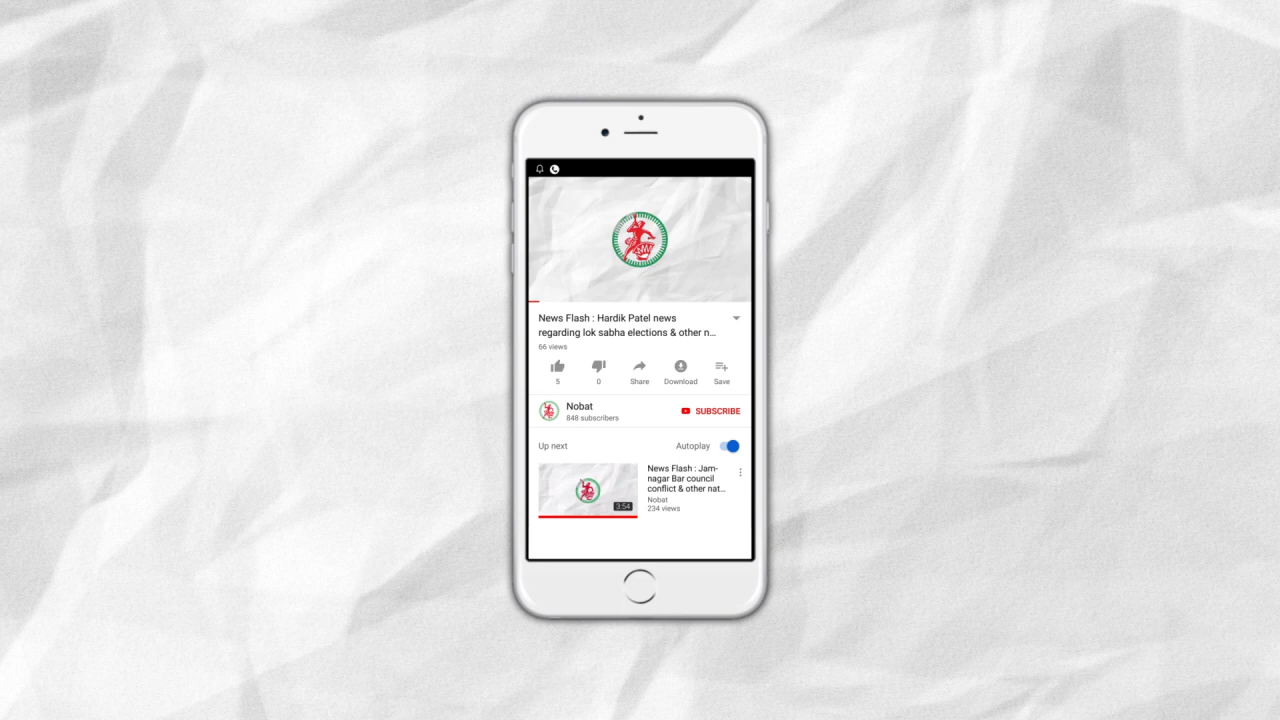 News Flash : Hardik Patel news
regarding lok sabha elections & other n...
66 views
5
0
Share
Download
Save
Nobat
848 subscribers
SUBSCRIBE
Up next
Autoplay
News Flash : Jam-
nagar Bar council
conflict & other nat...
Nobat
234 views
3:54